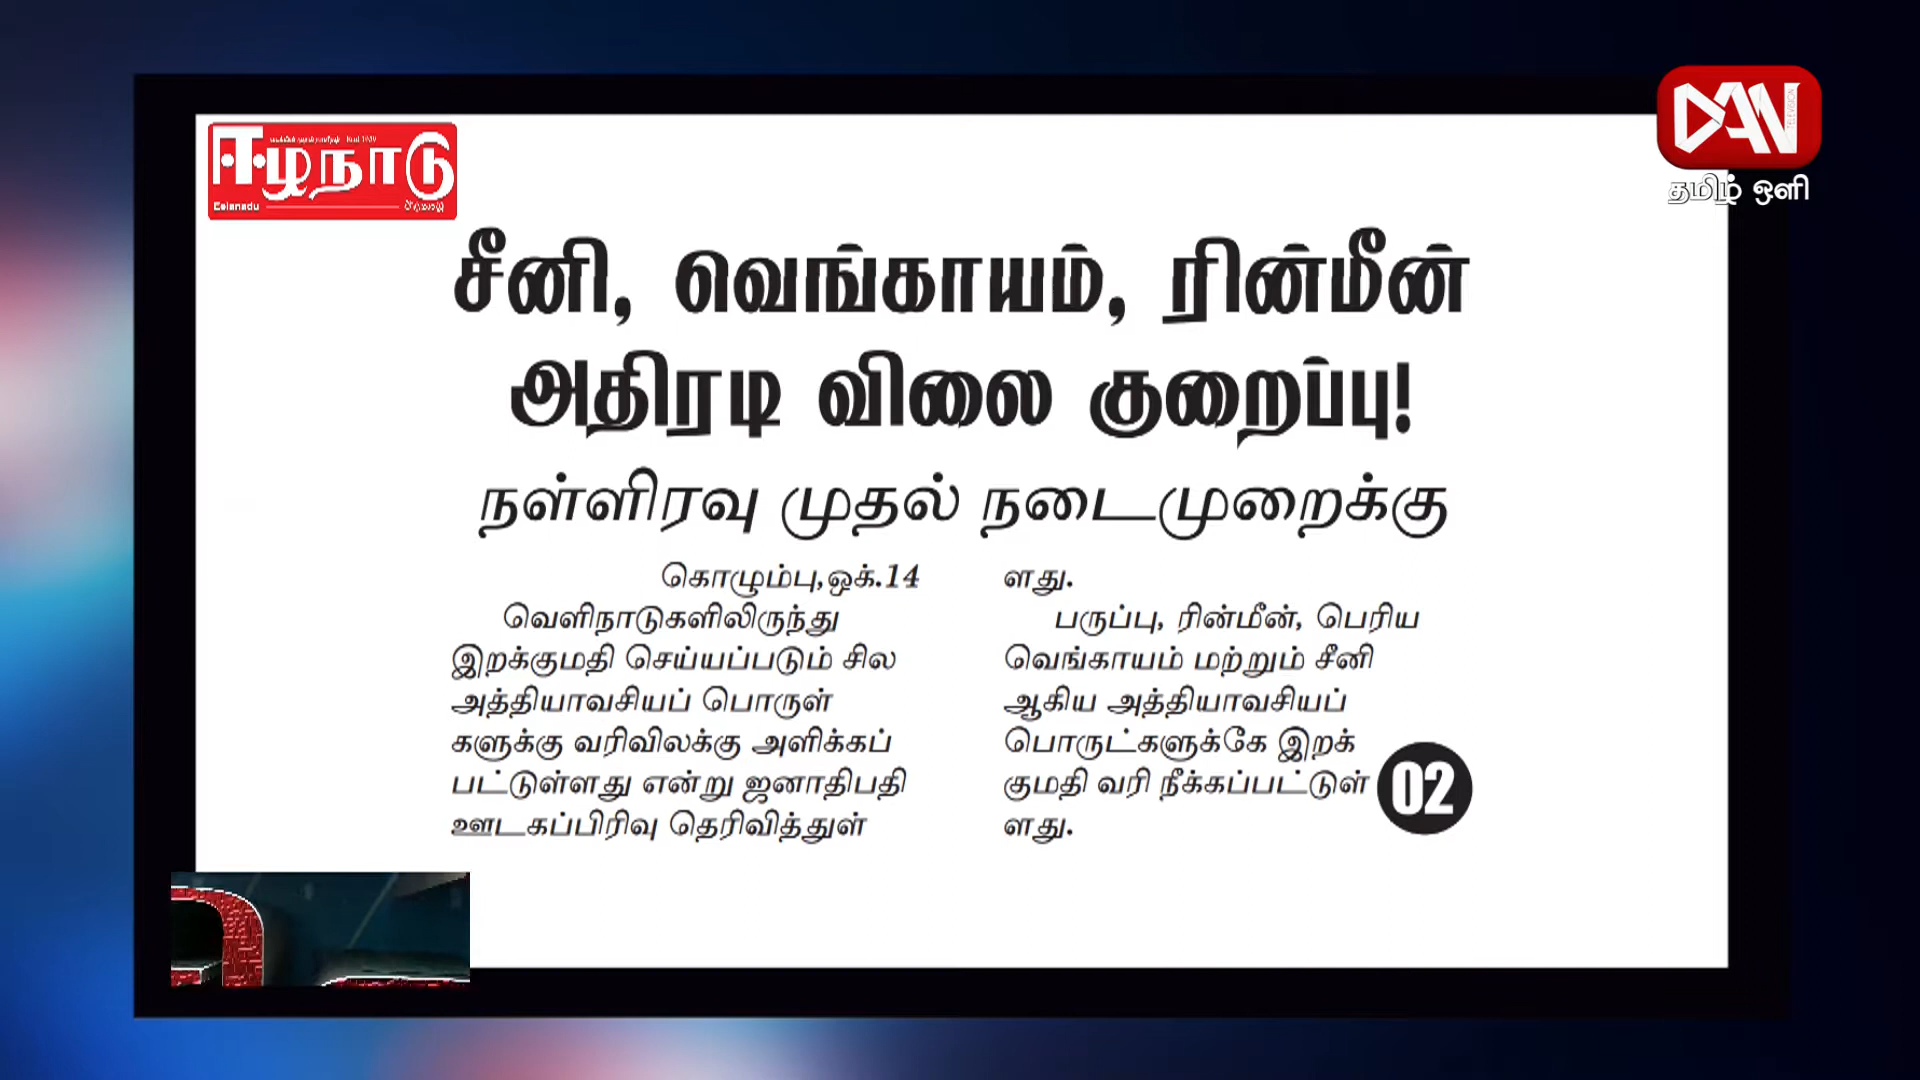 ஈழநாடு
Eelanadu
DAN
TELEVISION
தமிழ் ஒளி
சீனி, வெங்காயம், ரின்மீன்
அதிரடி விலை குறைப்பு!
நள்ளிரவு முதல் நடைமுறைக்கு
கொழும்பு,ஒக்.14
வெளிநாடுகளிலிருந்து
இறக்குமதி செய்யப்படும் சில
அத்தியாவசியப் பொருள்
களுக்கு வரிவிலக்கு அளிக்கப்
பட்டுள்ளது என்று ஜனாதிபதி
ஊடகப்பிரிவு தெரிவித்துள்
ளது.
பருப்பு, ரின்மீன், பெரிய
வெங்காயம் மற்றும் சீனி
ஆகிய அத்தியாவசியப்
பொருட்களுக்கே இறக்
குமதி வரி நீக்கப்பட்டுள்
ளது.
02